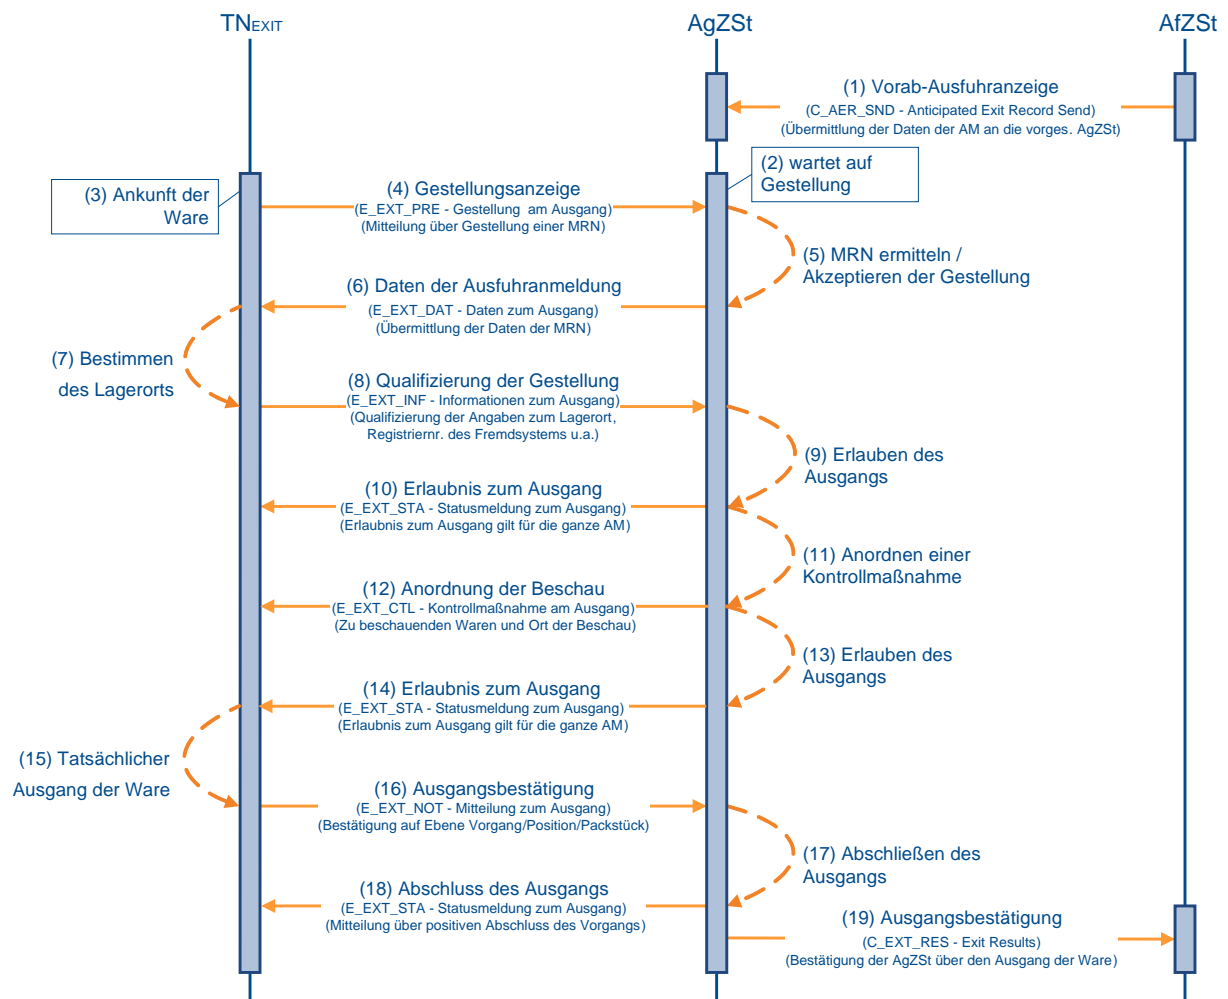 TNEXIT
AgZSt
AfZSt
(1) Vorab-Ausfuhranzeige
(C_AER_SND - Anticipated Exit Record Send)
(Übermittlung der Daten der AM an die vorges. AgZSt)
(2) wartet auf
Gestellung
(3) Ankunft der
Ware
(4) Gestellungsanzeige
(E_EXT_PRE - Gestellung am Ausgang)
(Mitteilung über Gestellung einer MRN)
(5) MRN ermitteln /
Akzeptieren der Gestellung
(6) Daten der Ausfuhranmeldung
(E_EXT_DAT - Daten zum Ausgang)
(Übermittlung der Daten der MRN)
(7) Bestimmen
des Lagerorts
(8) Qualifizierung der Gestellung
(E_EXT_INF - Informationen zum Ausgang)
(Qualifizierung der Angaben zum Lagerort,
Registriernr. des Fremdsystems u.a.)
(9) Erlauben des
Ausgangs
(10) Erlaubnis zum Ausgang
(E_EXT_STA - Statusmeldung zum Ausgang)
(Erlaubnis zum Ausgang gilt für die ganze AM)
(11) Anordnen einer
Kontrollmaßnahme
(12) Anordnung der Beschau
(E_EXT_CTL - Kontrollmaßnahme am Ausgang)
(Zu beschauenden Waren und Ort der Beschau)
(13) Erlauben des
Ausgangs
(14) Erlaubnis zum Ausgang
(E_EXT_STA - Statusmeldung zum Ausgang)
(Erlaubnis zum Ausgang gilt für die ganze AM)
(15) Tatsächlicher
Ausgang der Ware
(16) Ausgangsbestätigung
(E_EXT_NOT - Mitteilung zum Ausgang)
(Bestätigung auf Ebene Vorgang/Position/Packstück)
(17) Abschließen des
Ausgangs
(18) Abschluss des Ausgangs
(E_EXT_STA - Statusmeldung zum Ausgang)
(Mitteilung über positiven Abschluss des Vorgangs)
(19) Ausgangsbestätigung
(C_EXT_RES - Exit Results)
(Bestätigung der AgZSt über den Ausgang der Ware)